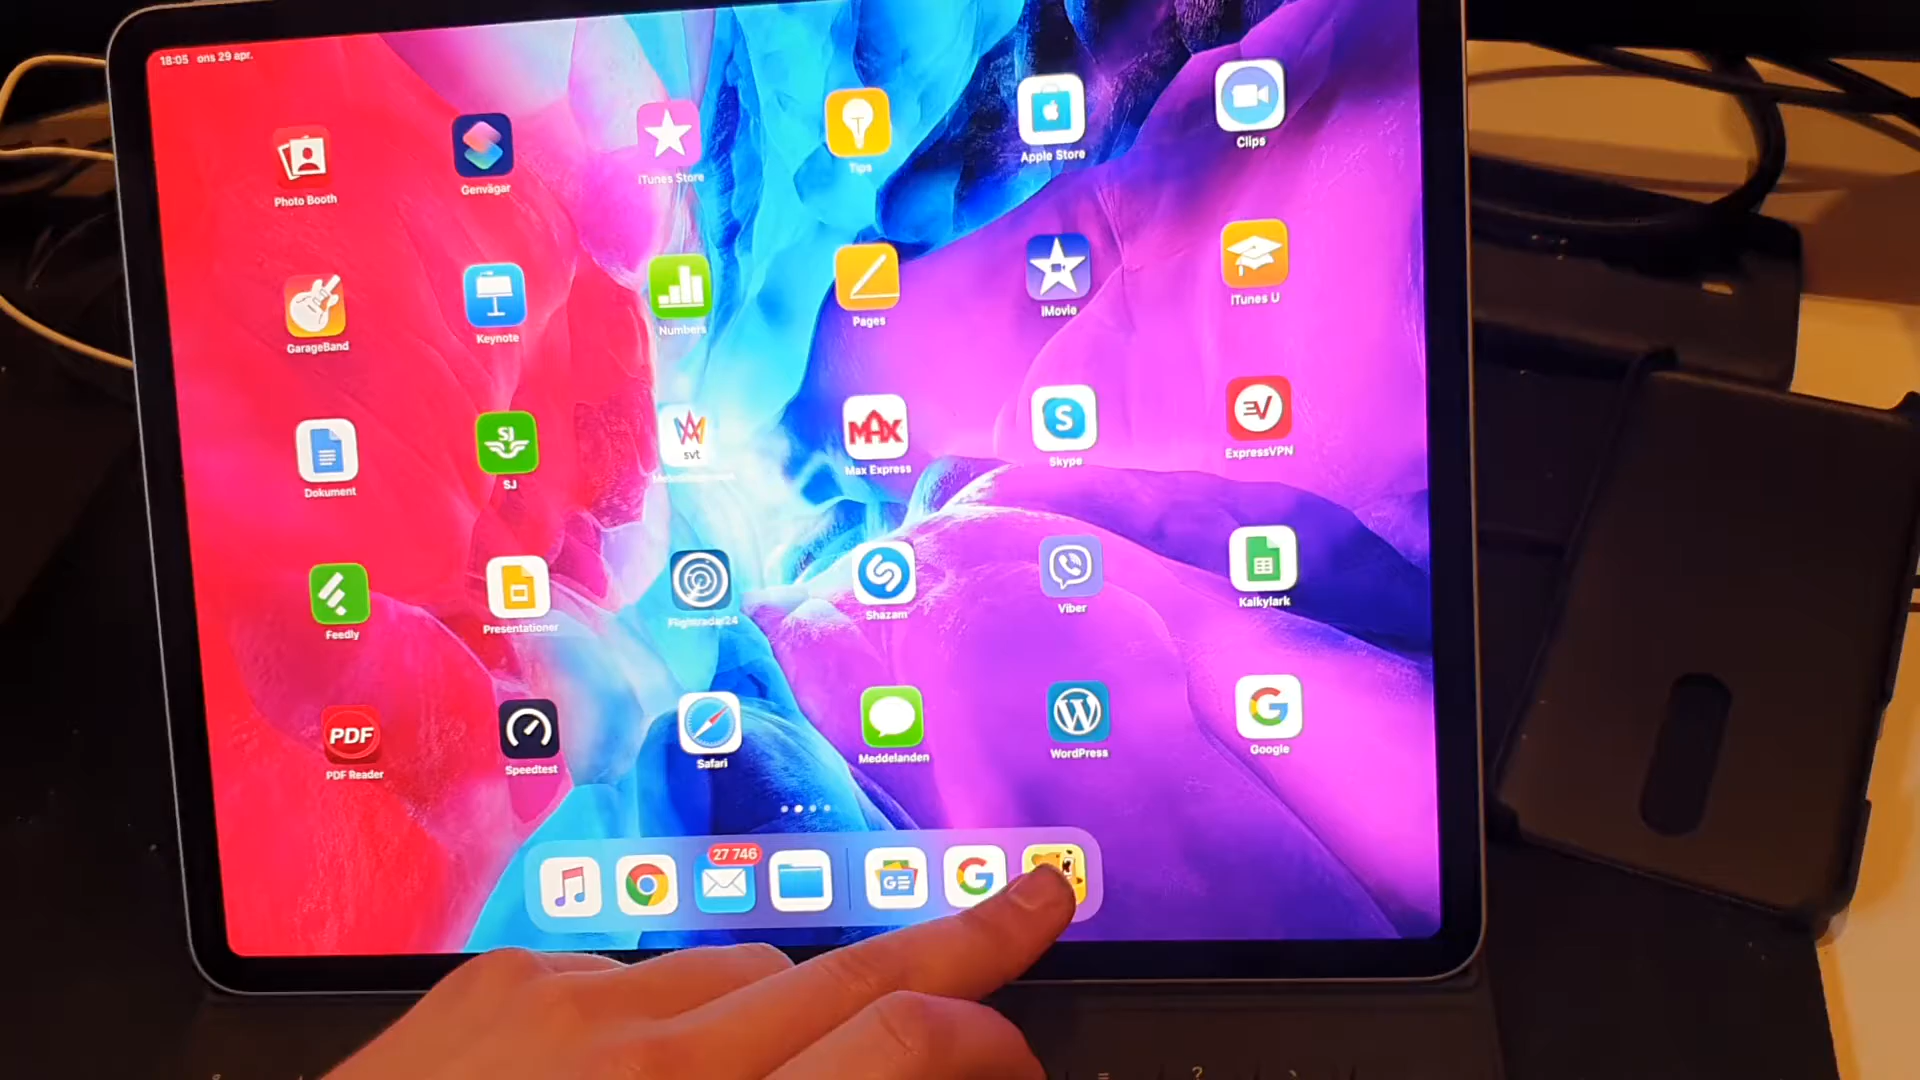 18:05 ons 29 apr.
Photo Booth
Genvägar
iTunes Store
Tips
Apple Store
Clips
GarageBand
Keynote
Numbers
Pages
iMovie
iTunes U
Dokument
SJ
SJ
svt
MAX
Max Express
S
Skype
EV
ExpressVPN
Feedly
Presentationer
Flightradar24
Shazam
Viber
Kalkylark
PDF
PDF Reader
Speedtest
Safari
Meddelanden
W
WordPress
G
Google
27 746
GE
G